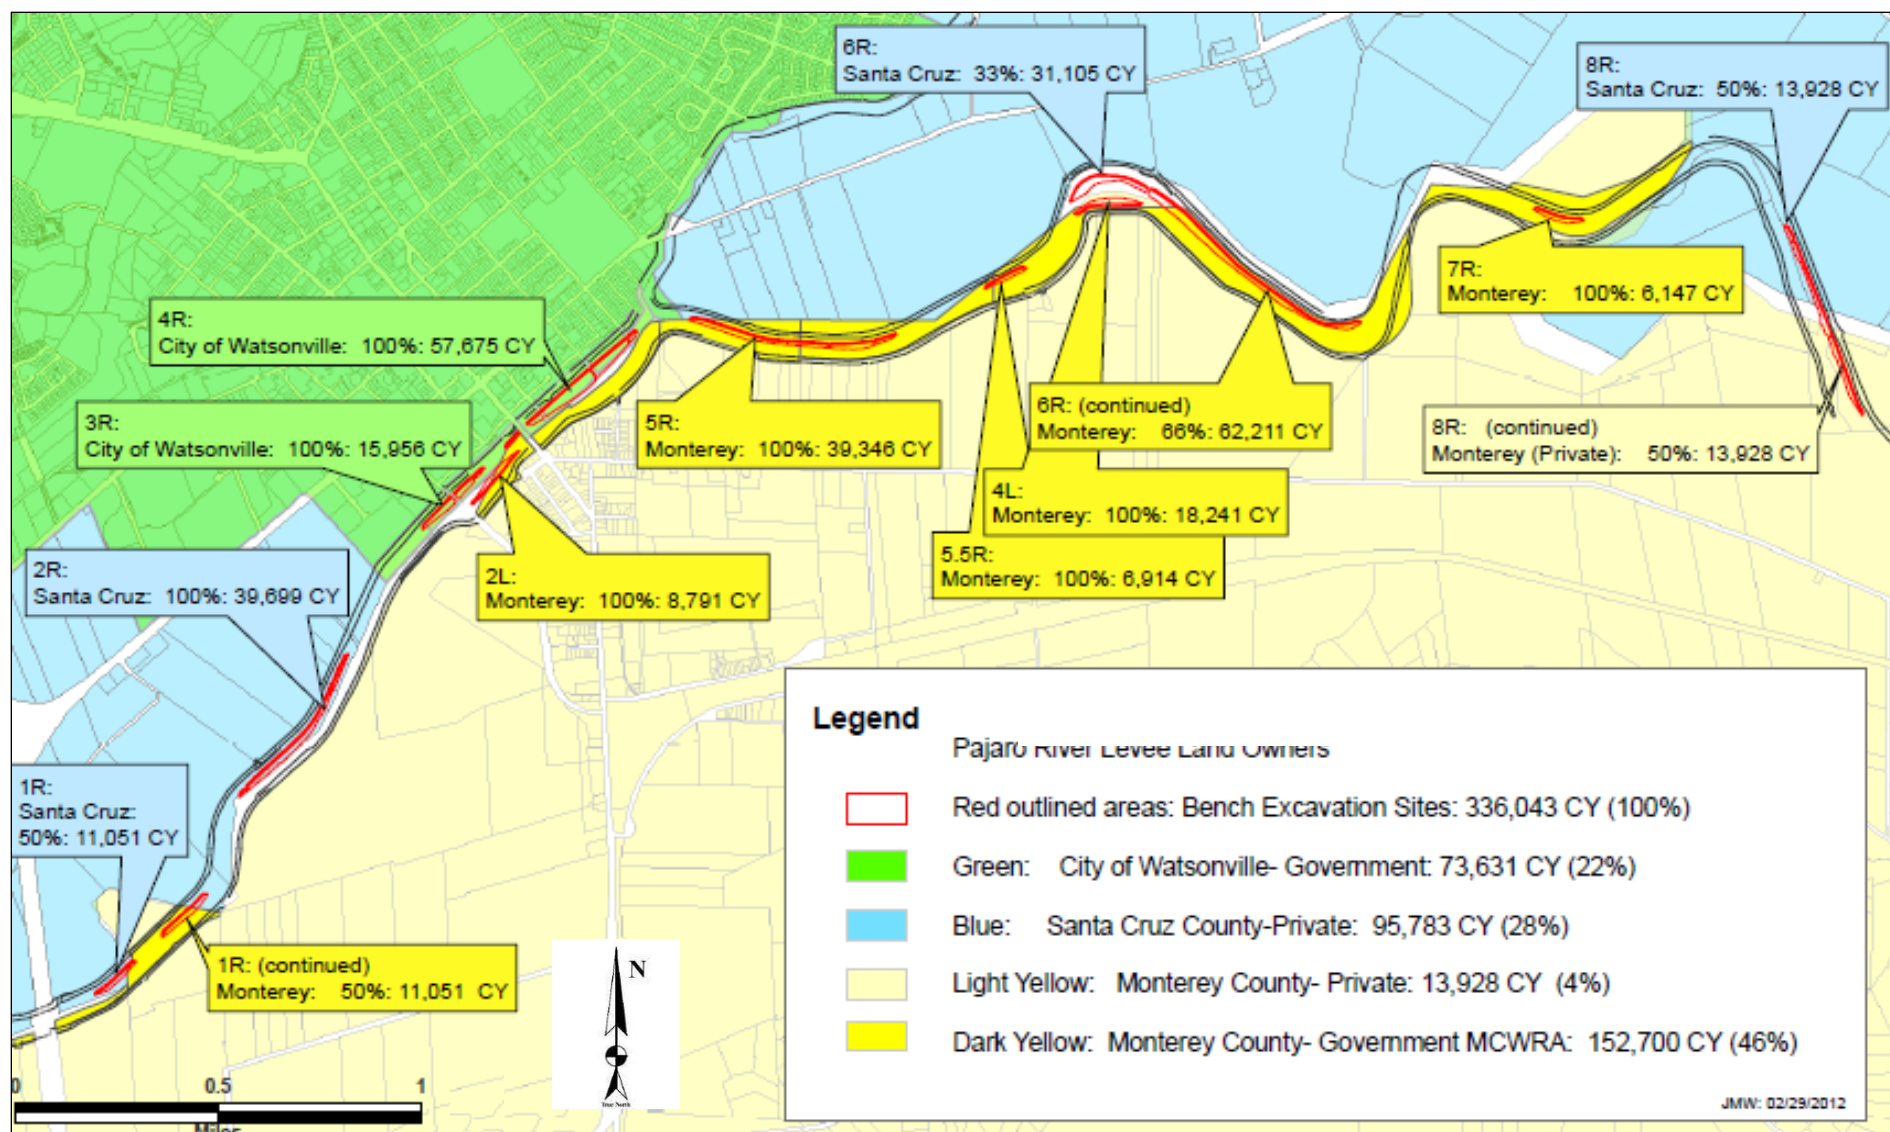 6R:
Santa Cruz: 33%: 31,105 CY
8R:
Santa Cruz: 50%: 13,928 CY
7R:
Monterey: 100%: 6,147 CY
4R:
City of Watsonville: 100%: 57,675 CY
3R:
City of Watsonville: 100%: 15,956 CY
5R:
Monterey: 100%: 39,346 CY
6R: (continued)
Monterey: 66%: 62,211 CY
8R: (continued)
Monterey (Private): 50%: 13,928 CY
4L:
Monterey: 100%: 18,241 CY
5.5R:
Monterey: 100%: 6,914 CY
2R:
Santa Cruz: 100%: 39,699 CY
2L:
Monterey: 100%: 8,791 CY
1R:
Santa Cruz:
50%: 11,051 CY
1R: (continued)
Monterey: 50%: 11,051 CY
Legend
Pajaro River Levee Land Owners
Red outlined areas: Bench Excavation Sites: 336,043 CY (100%)
Green: City of Watsonville- Government: 73,631 CY (22%)
Blue: Santa Cruz County-Private: 95,783 CY (28%)
Light Yellow: Monterey County- Private: 13,928 CY (4%)
Dark Yellow: Monterey County- Government MCWRA: 152,700 CY (46%)
JMW: 02/29/2012
N
True North
0 0.5 1
Miles